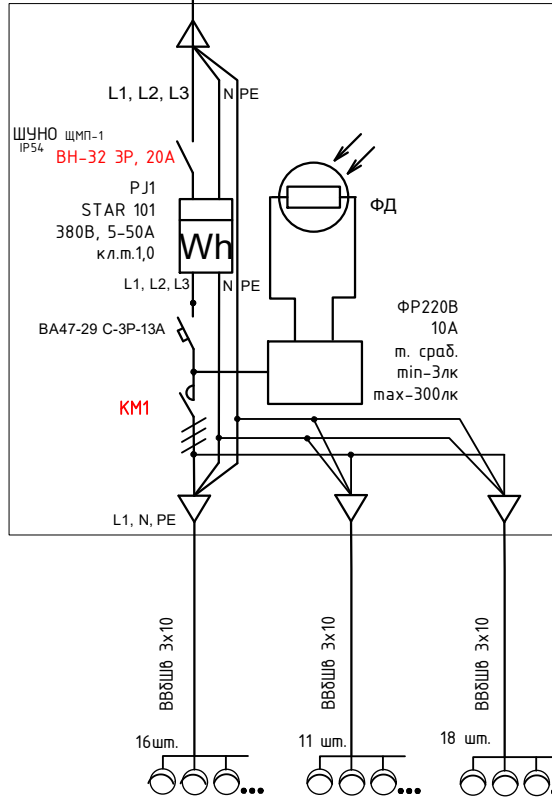 L1, L2, L3
N PE
ШУНО ЩМП-1
IP54
ВН-32 3Р, 20А
PJ1
STAR 101
380В, 5-50А
кл.т.1,0
Wh
L1, L2, L3
N PE
ФД
ВА47-29 С-3Р-13А
ФР220В
10А
т. сраб.
min-3лк
max-300лк
КМ1
L1, N, PE
ВВбШв 3х10
ВВбШв 3х10
ВВбШв 3х10
16шт.
11 шт.
18 шт.